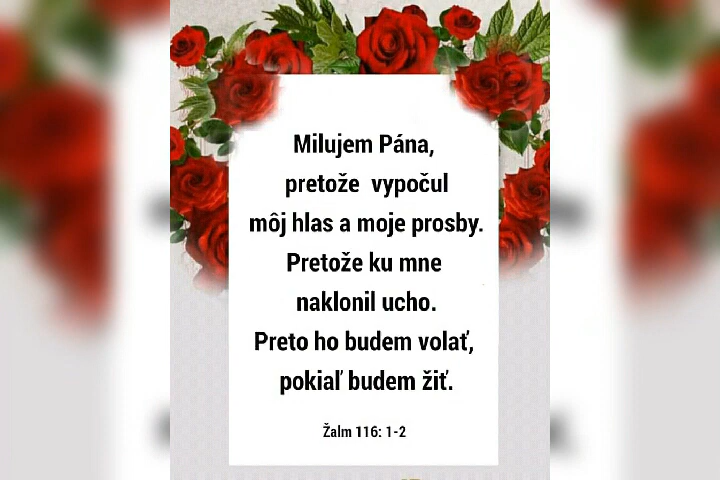 Milujem Pána,
pretože vypočul
môj hlas a moje prosby.
Pretože ku mne
naklonil ucho.
Preto ho budem volať,
pokiaľ budem žiť.
Žalm 116: 1-2